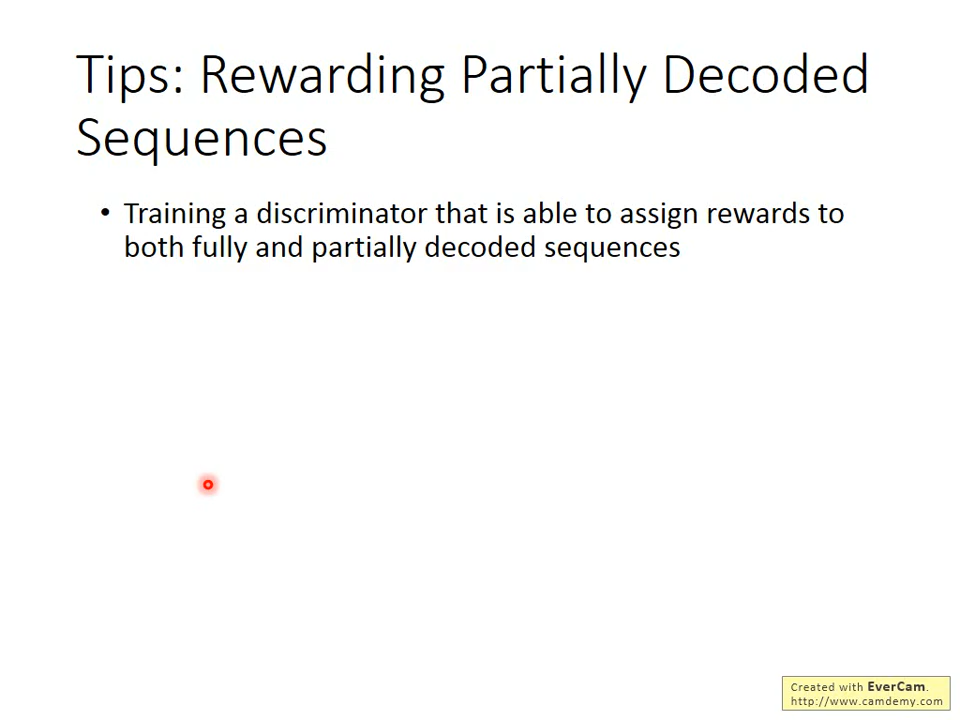 Tips: Rewarding Partially Decoded
Sequences
• Training a discriminator that is able to assign rewards to
both fully and partially decoded sequences
Created with EverCam.
http://www.camdemy.com